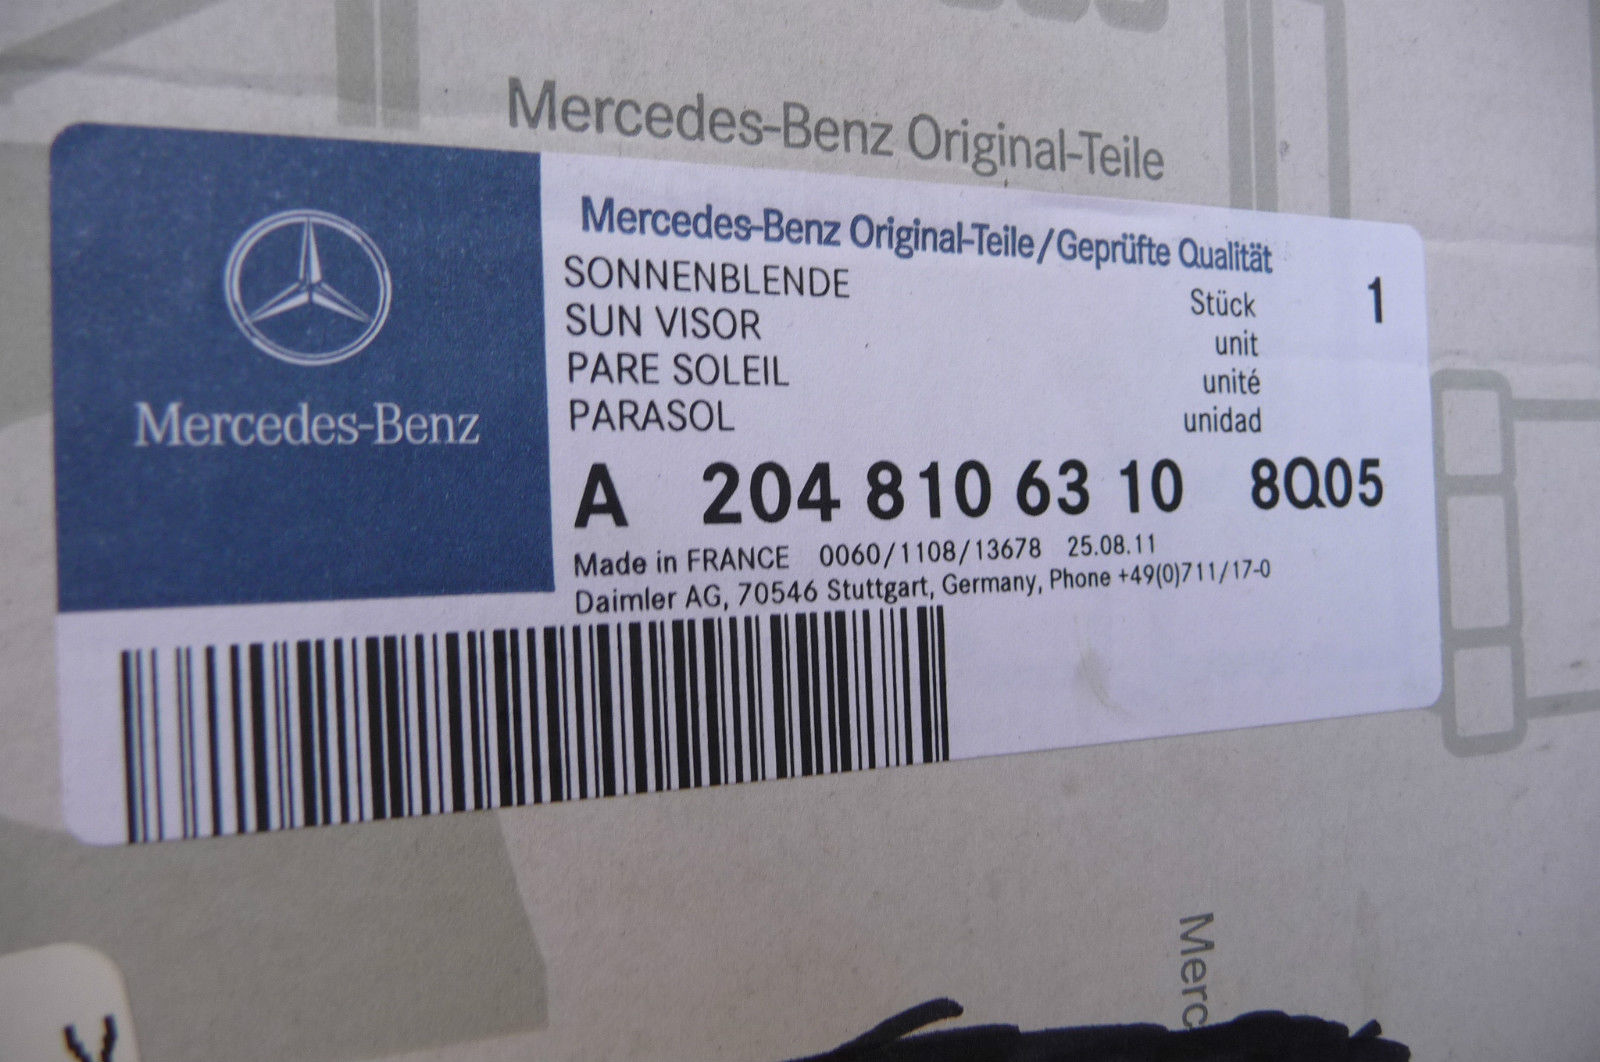 Mercedes-Benz Original-Teile
Mercedes-Benz
Mercedes-Benz Original-Teile/Geprüfte Qualität
SONNENBLENDE
SUN VISOR
PARE SOLEIL
PARASOL
Stück 1
unit
unité
unidad
A 204 810 63 10 8Q05
Made in FRANCE 0060/1108/13678 25.08.11
Daimler AG, 70546 Stuttgart, Germany, Phone +49(0)711/17-0
Merc